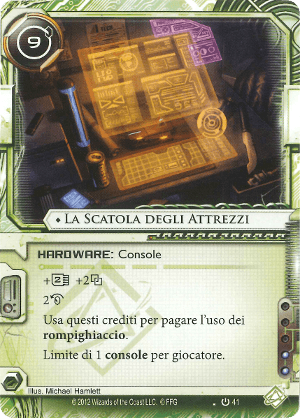 9
• La Scatola degli Attrezzi
HARDWARE: Console
+2 +2
2
Usa questi crediti per pagare l'uso dei
rompighiaccio.
Limite di 1 console per giocatore.
Illus. Michael Hamlett
© 2012 Wizards of the Coast LLC. © FFG
41